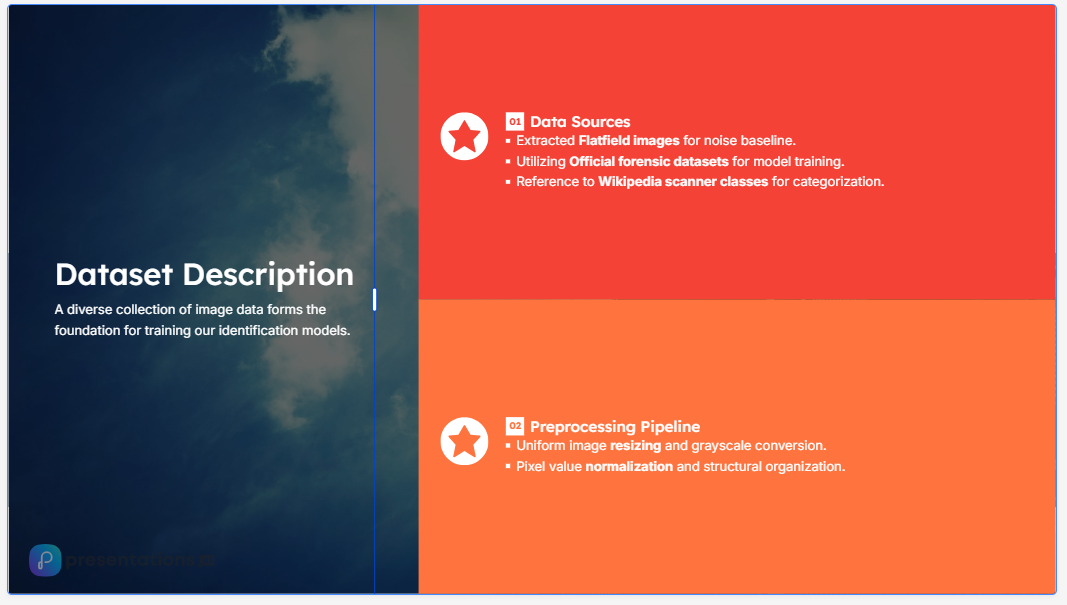 Dataset Description
A diverse collection of image data forms the
foundation for training our identification models.
01 Data Sources
▪ Extracted Flatfield images for noise baseline.
▪ Utilizing Official forensic datasets for model training.
▪ Reference to Wikipedia scanner classes for categorization.
02 Preprocessing Pipeline
▪ Uniform image resizing and grayscale conversion.
▪ Pixel value normalization and structural organization.